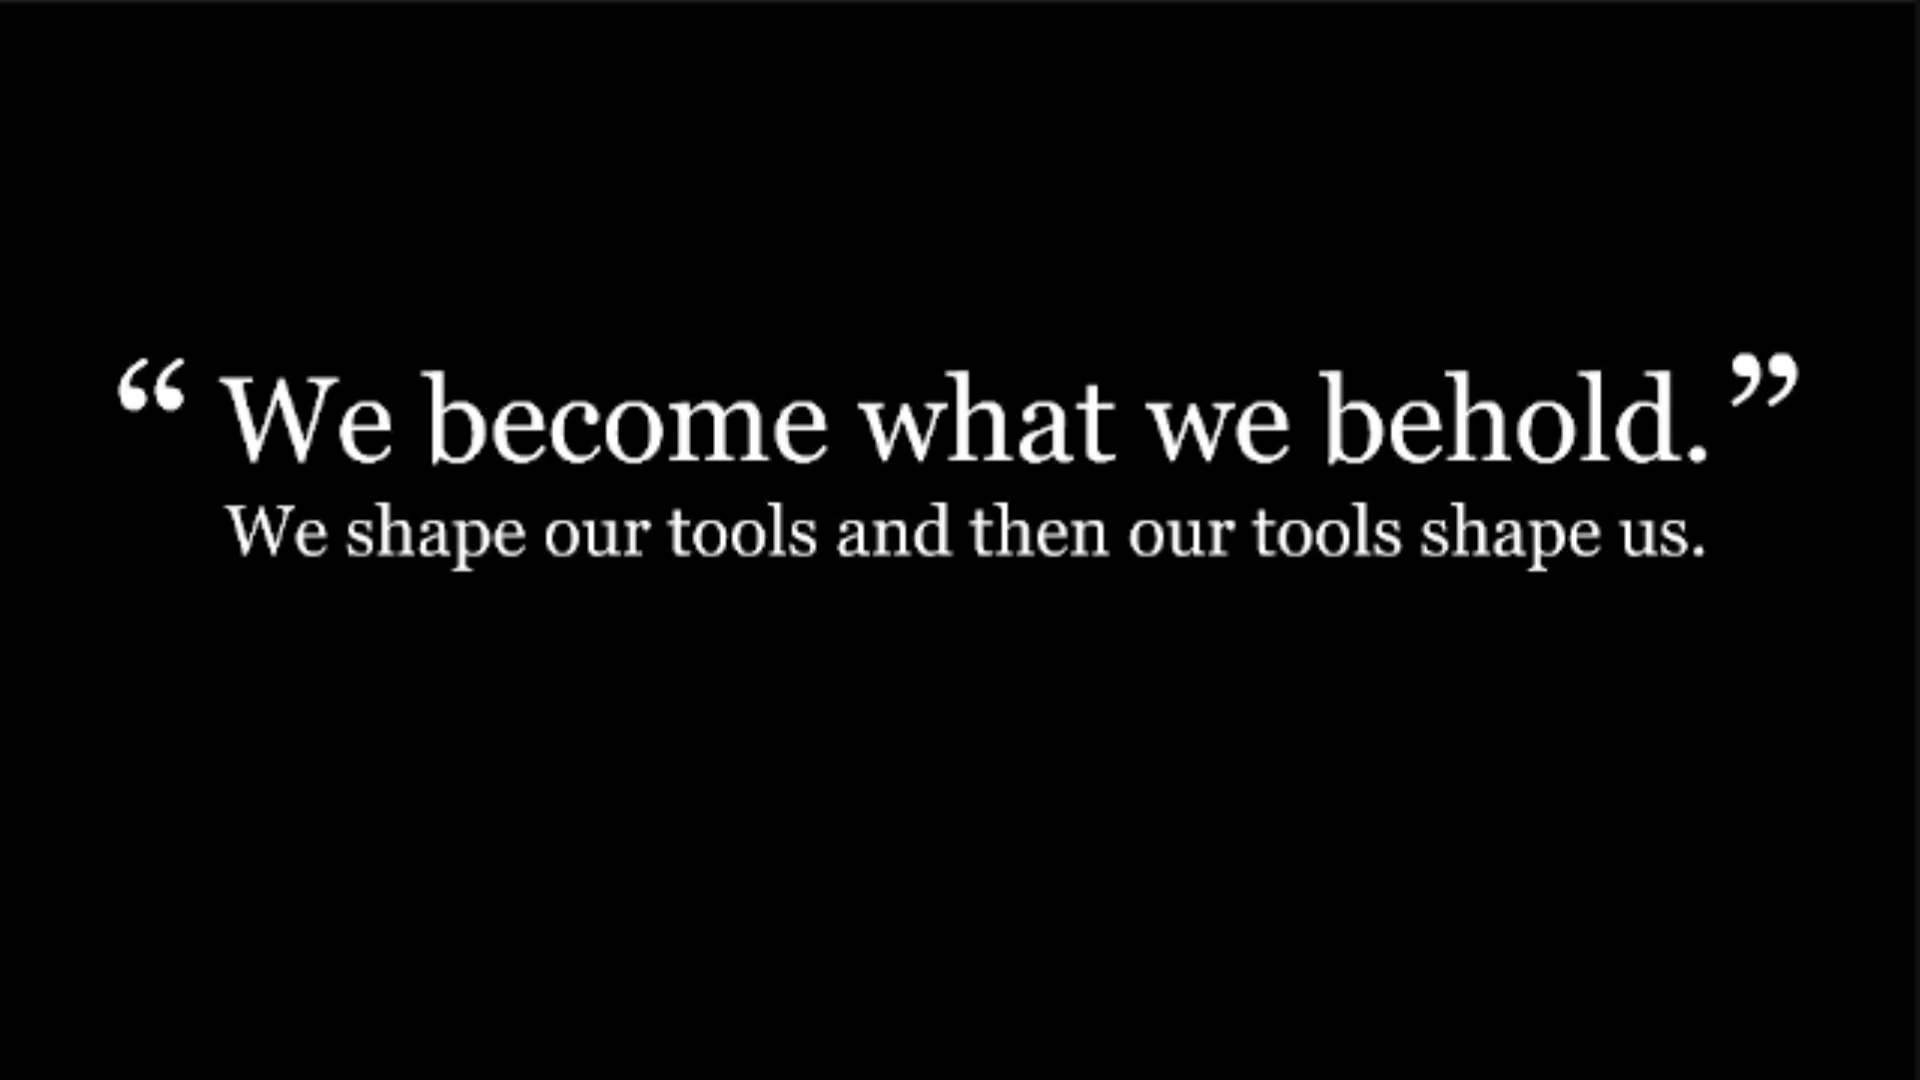 “ We become what we behold. ”
We shape our tools and then our tools shape us.